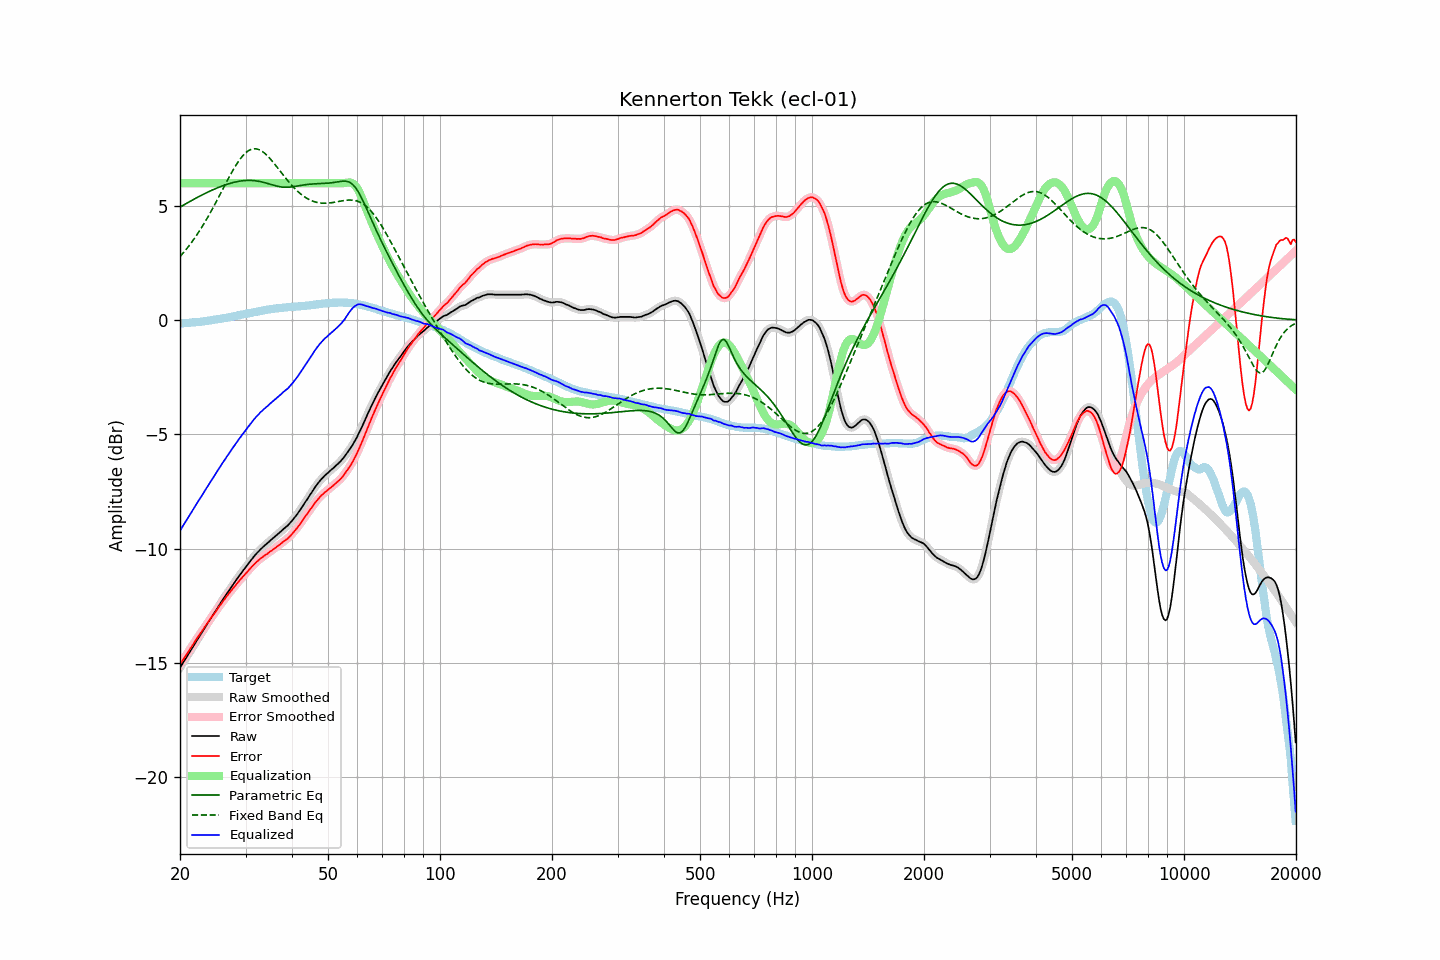 Kennerton Tekk (ecl-01)
Amplitude (dBr)
5
0
−5
−10
−15
−20
Target
Raw Smoothed
Error Smoothed
Raw
Error
Equalization
Parametric Eq
Fixed Band Eq
Equalized
20 50 100 200 500 1000 2000 5000 10000 20000
Frequency (Hz)